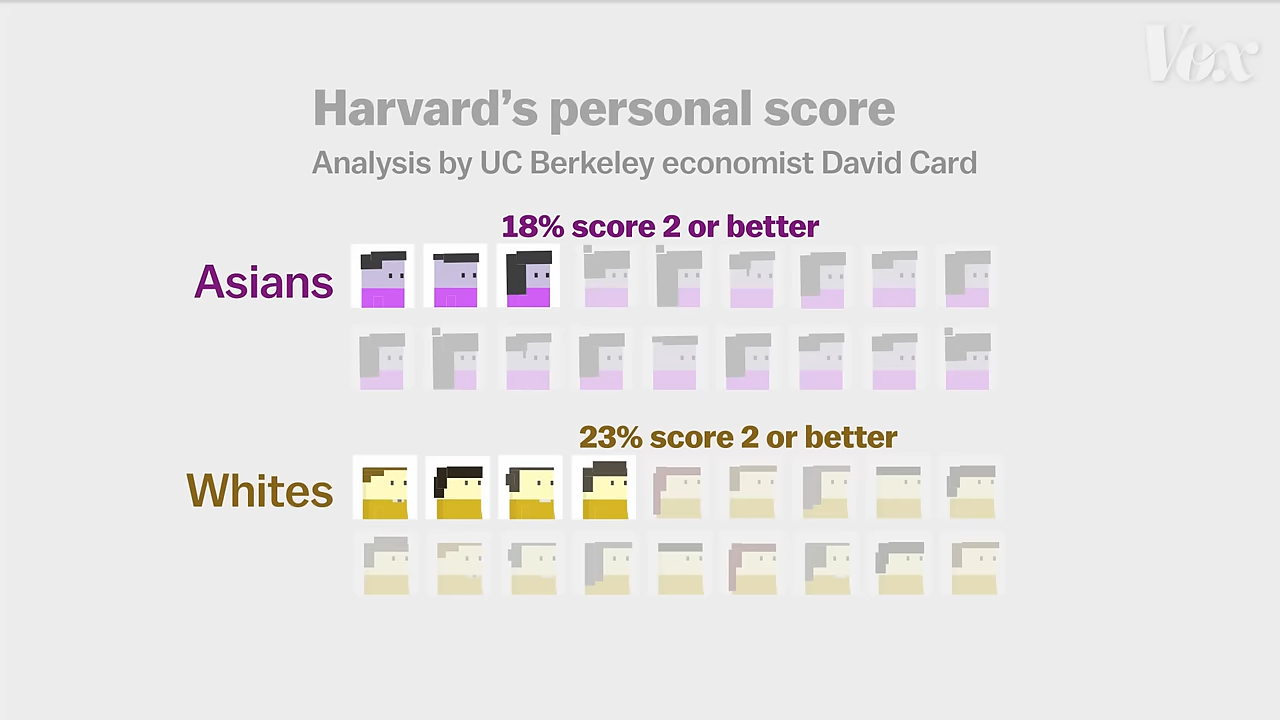 Vox
Harvard's personal score
Analysis by UC Berkeley economist David Card
18% score 2 or better
Asians
23% score 2 or better
Whites